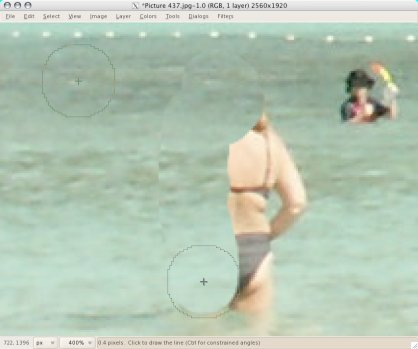 *Picture 437.jpg-1.0 (RGB, 1 layer) 2560x1920
File Edit Select View Image Layer Colors Tools Dialogs Filters
722, 1396 px 400% 0.4 pixels. Click to draw the line (Ctrl for constrained angles)